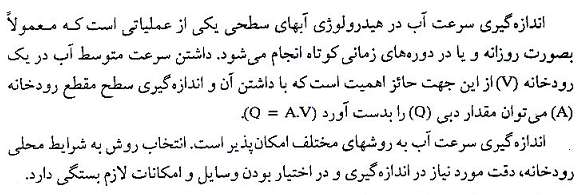 اندازه‌گیری سرعت آب در هیدرولوژی آبهای سطحی یکی از عملیاتی است که معمولاً
بصورت روزانه و یا در دوره‌های زمانی کوتاه انجام می‌شود. داشتن سرعت متوسط آب در یک
رودخانه (V) از این جهت حائز اهمیت است که با داشتن آن و اندازه‌گیری سطح مقطع رودخانه
(A) می‌توان مقدار دبی (Q) را بدست آورد (Q = A.V).
اندازه‌گیری سرعت آب به روشهای مختلف امکان‌پذیر است. انتخاب روش به شرایط محلی
رودخانه، دقت مورد نیاز در اندازه‌گیری و در اختیار بودن وسایل و امکانات لازم بستگی دارد.